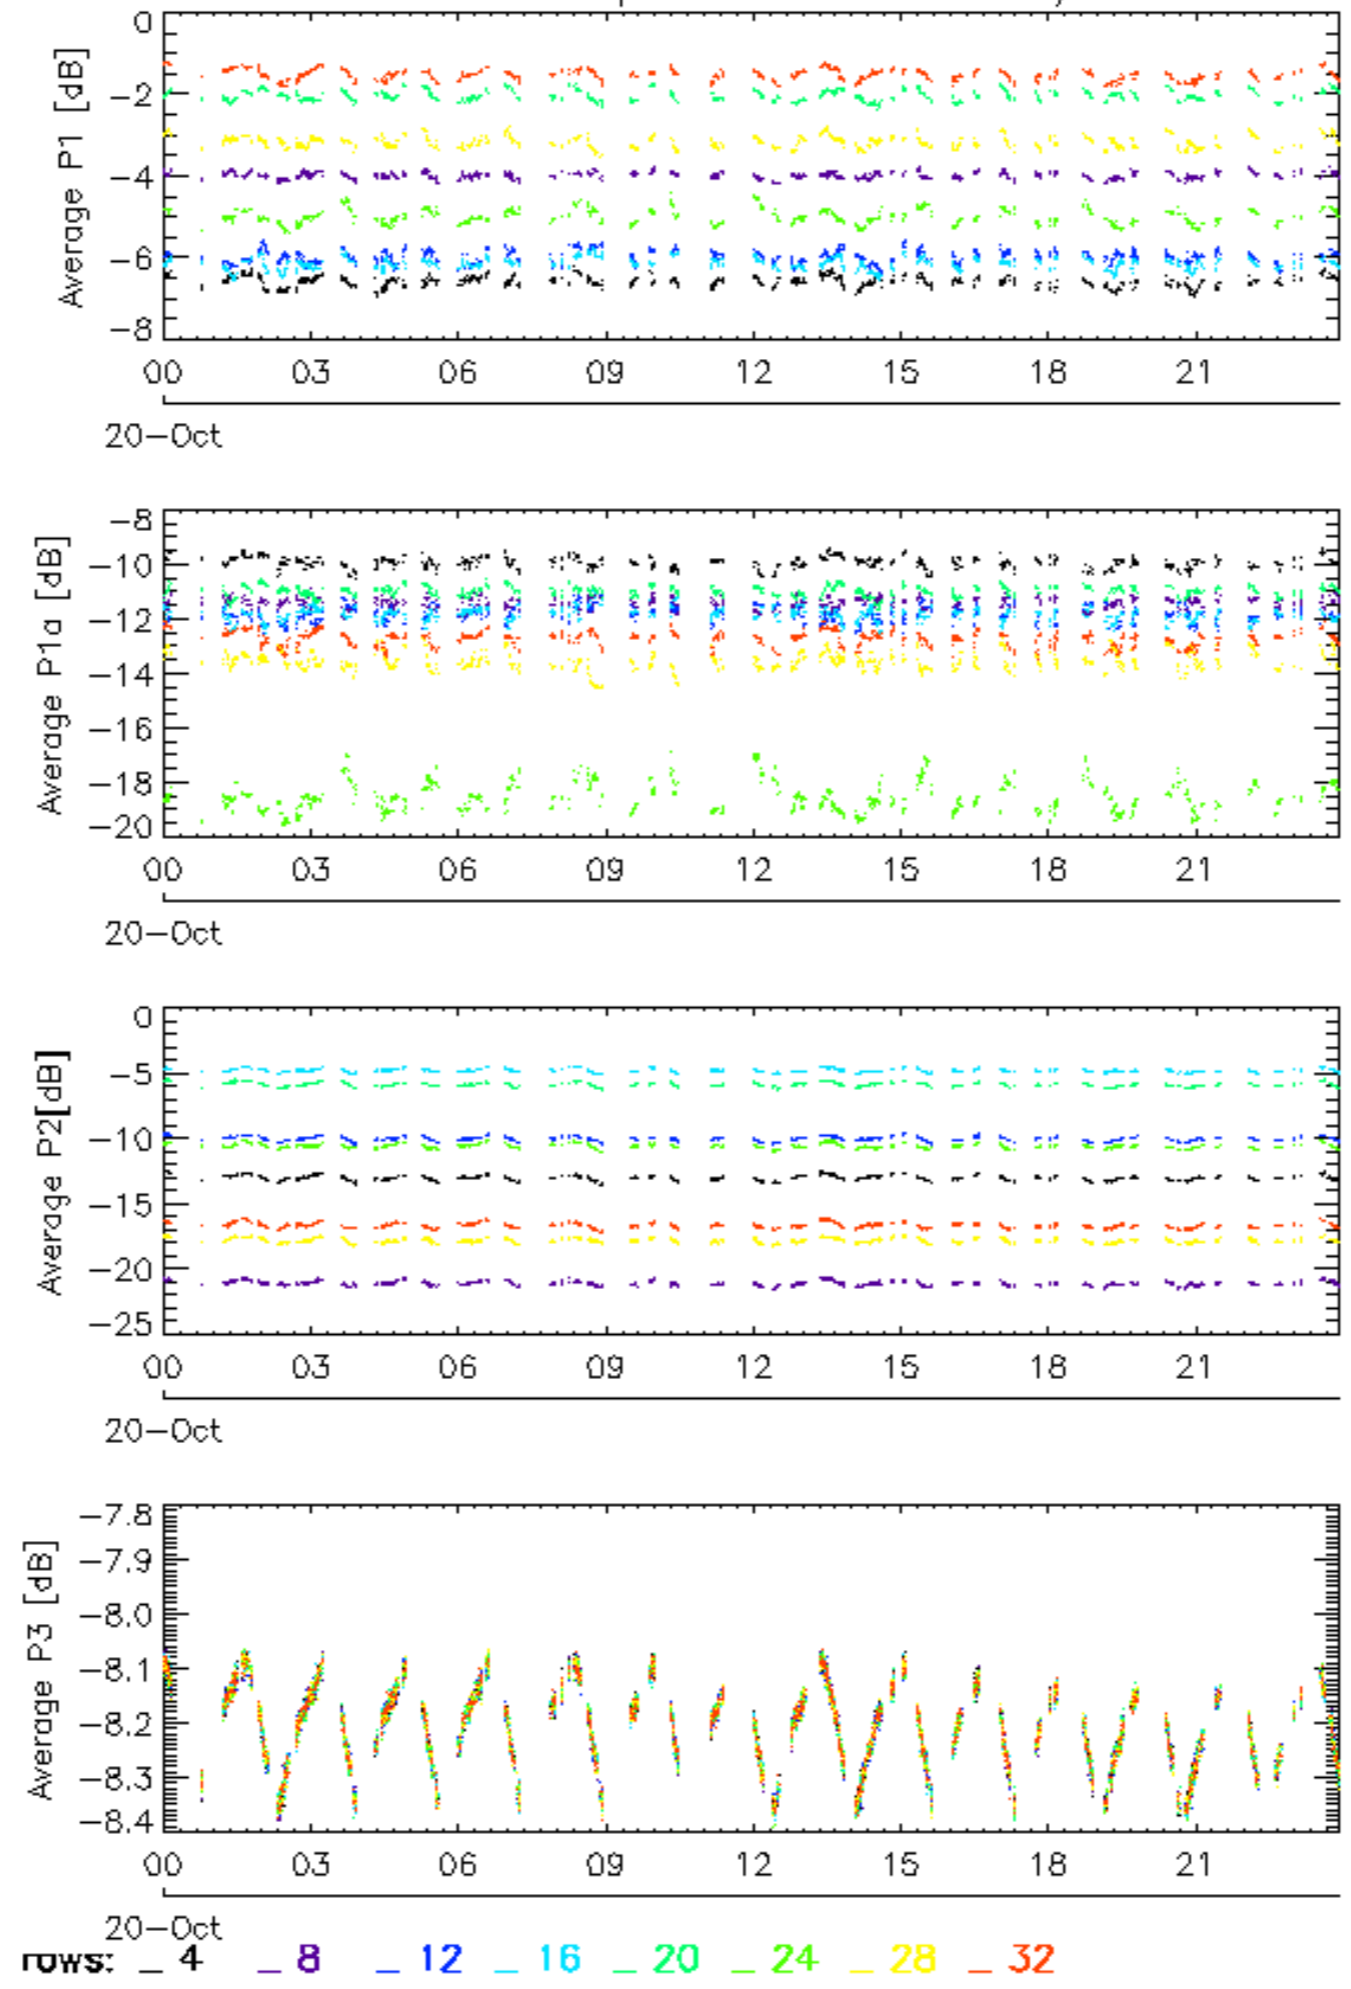 0
−2
−4
−6
−8
Average P1 [dB]
00 03 06 09 12 15 18 21
20−Oct
−8
−10
−12
−14
−16
−18
−20
Average P1a [dB]
00 03 06 09 12 15 18 21
20−Oct
0
−5
−10
−15
−20
−25
Average P2[dB]
00 03 06 09 12 15 18 21
20−Oct
−7.8
−7.9
−8.0
−8.1
−8.2
−8.3
−8.4
Average P3 [dB]
00 03 06 09 12 15 18 21
20−Oct
rows: _ 4 _ 8 _ 12 _ 16 _ 20 _ 24 _ 28 _ 32